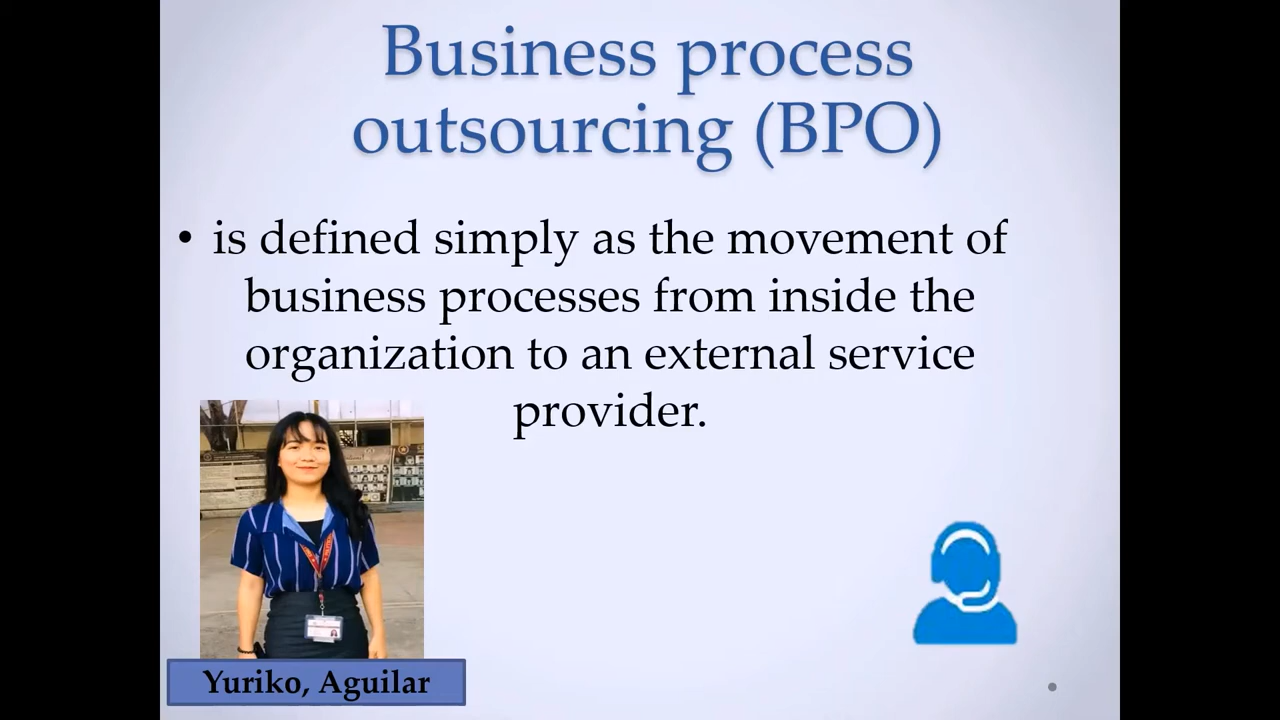 Business process
outsourcing (BPO)
• is defined simply as the movement of
business processes from inside the
organization to an external service
provider.
Yuriko, Aguilar